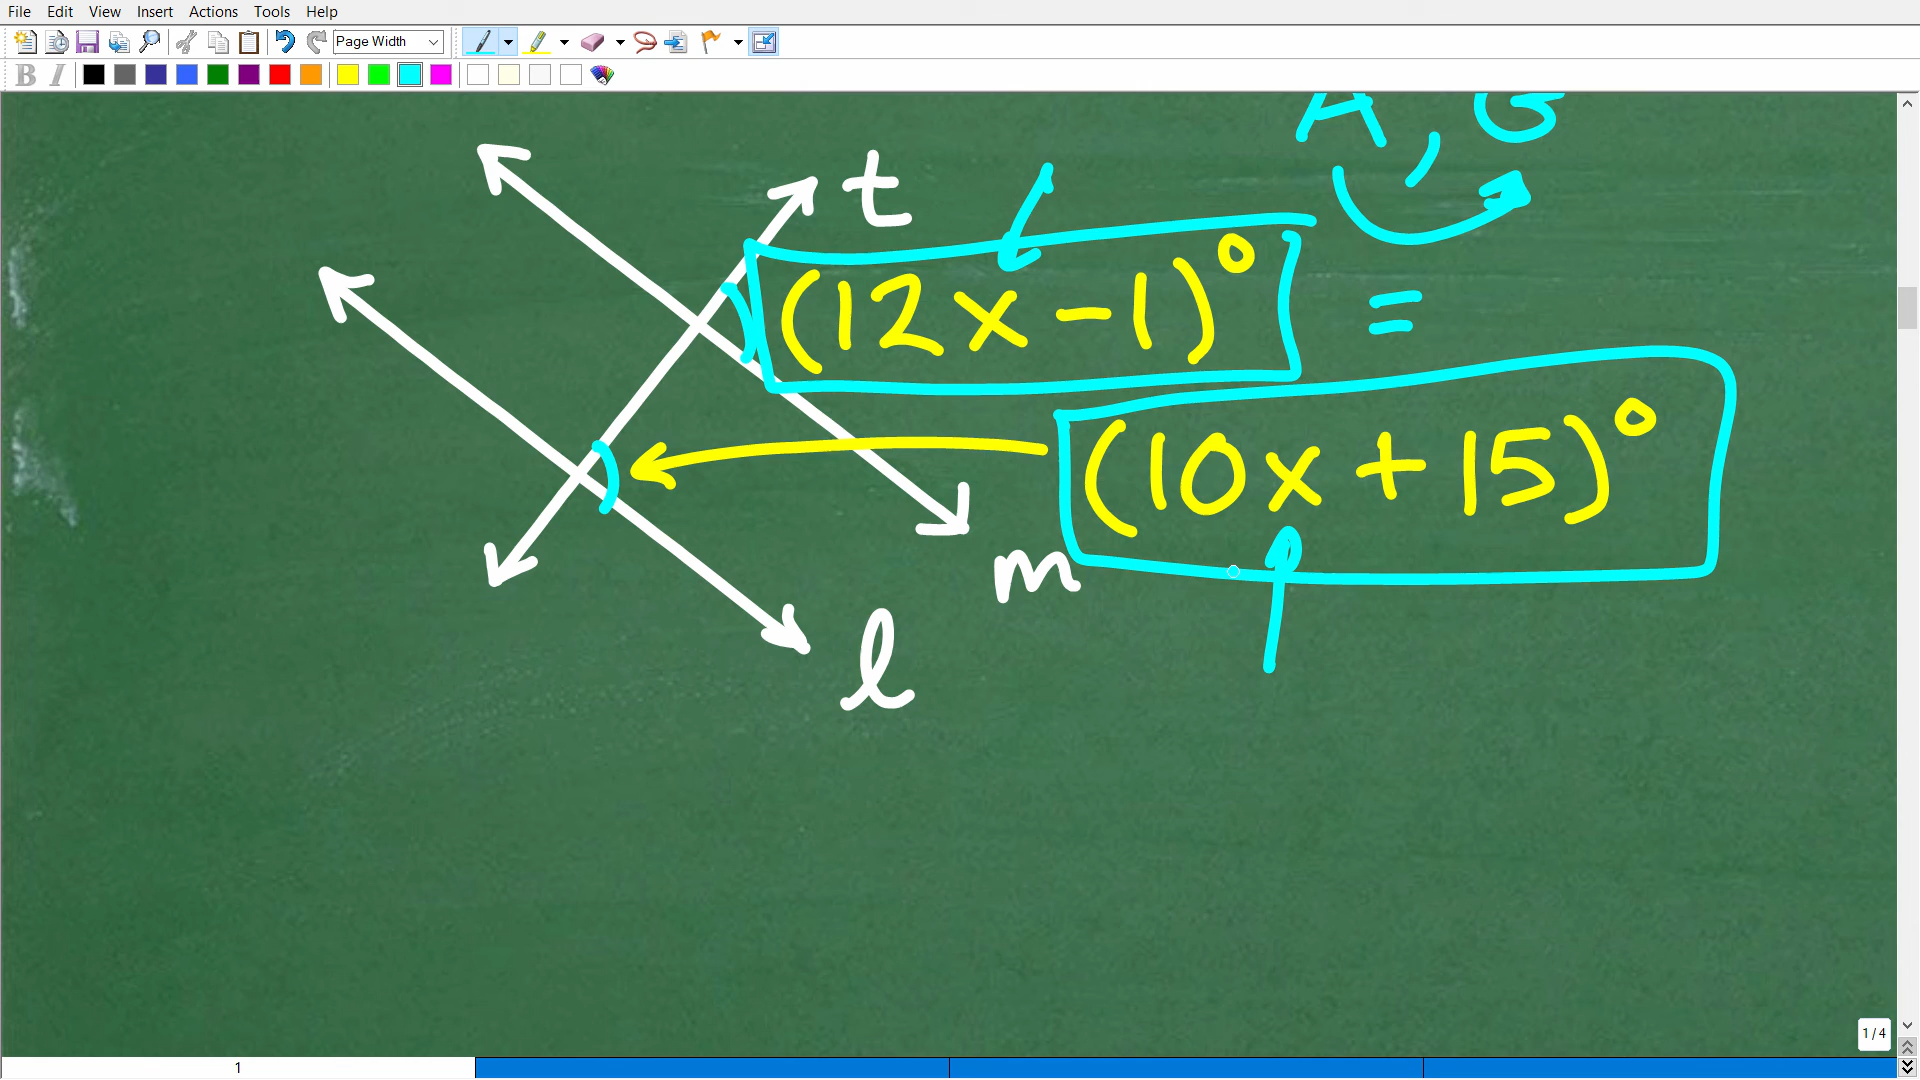 File Edit View Insert Actions Tools Help
Page Width
B I
A, G
t
(12x-1)° =
(10x+15)°
m
l
1 / 4
1